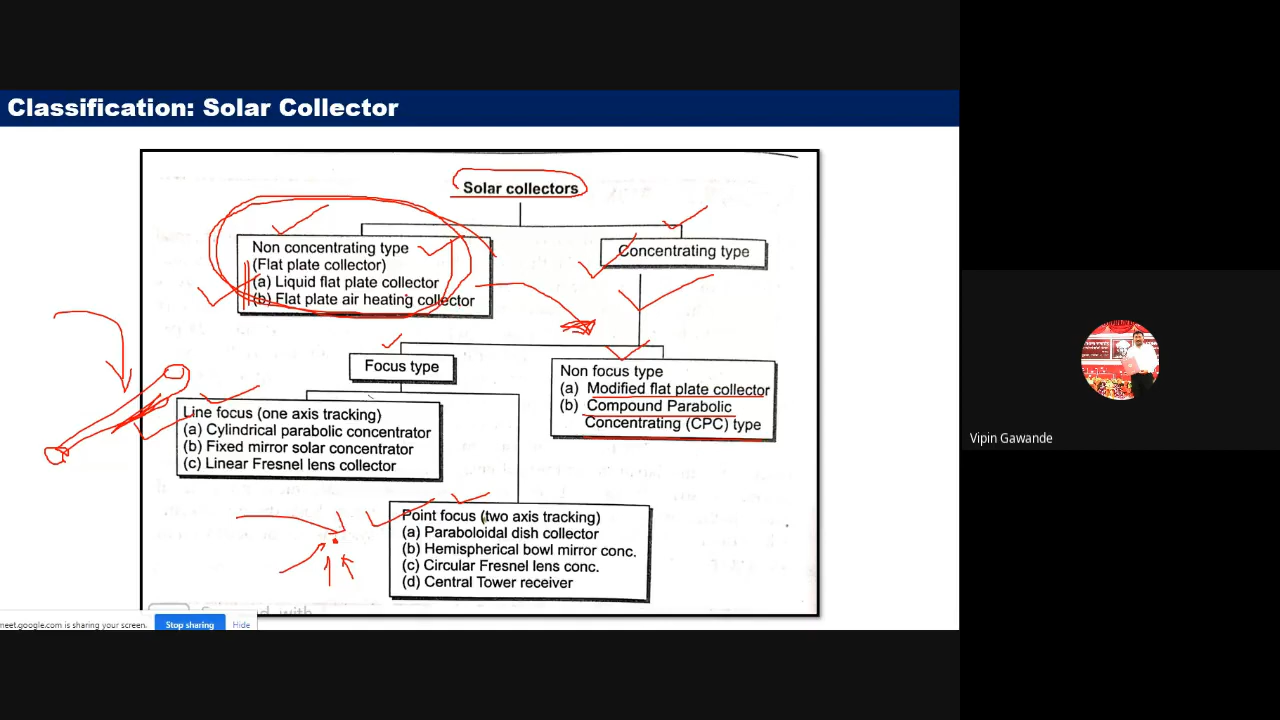 Classification: Solar Collector
Solar collectors
Non concentrating type
(Flat plate collector)
(a) Liquid flat plate collector
(b) Flat plate air heating collector
Concentrating type
Focus type
Non focus type
(a) Modified flat plate collector
(b) Compound Parabolic
Concentrating (CPC) type
Line focus (one axis tracking)
(a) Cylindrical parabolic concentrator
(b) Fixed mirror solar concentrator
(c) Linear Fresnel lens collector
Point focus (two axis tracking)
(a) Paraboloidal dish collector
(b) Hemispherical bowl mirror conc.
(c) Circular Fresnel lens conc.
(d) Central Tower receiver
meet.google.com is sharing your screen.
Stop sharing
Hide
Vipin Gawande